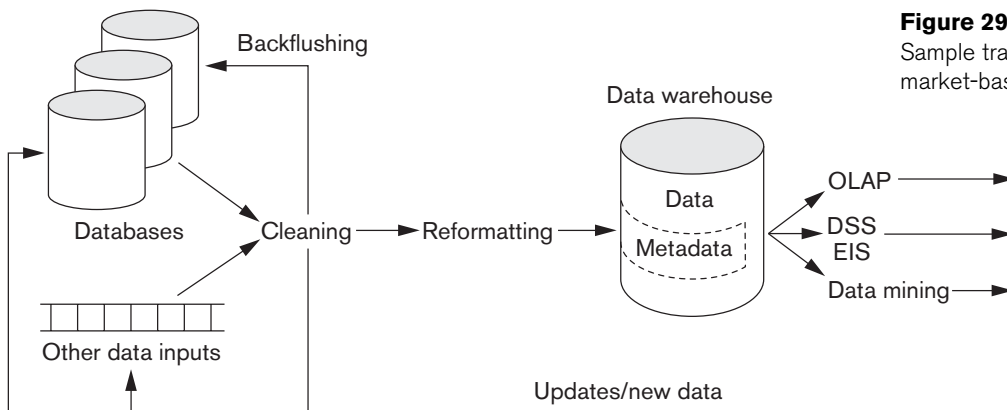 Figure 29
Sample tra
market-bas
Backflushing
Data warehouse
Databases
Cleaning
Reformatting
Data
Metadata
OLAP
DSS
EIS
Data mining
Other data inputs
Updates/new data